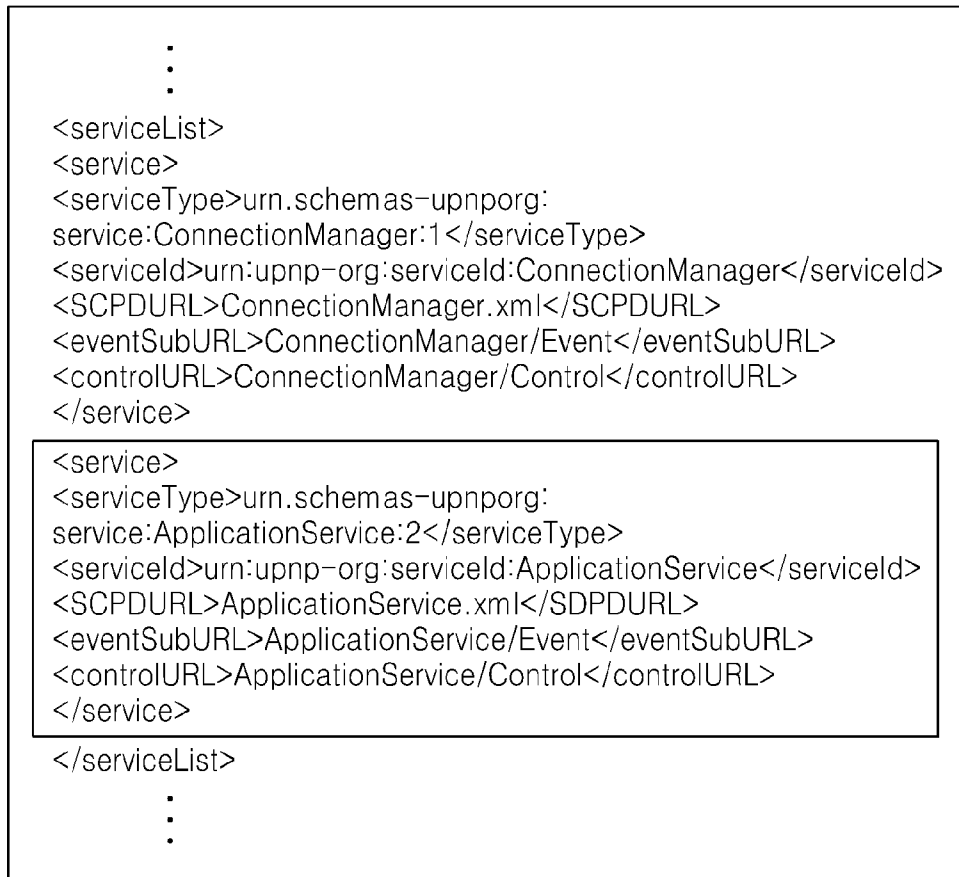 <serviceList>
<service>
<serviceType>urn.schemas-upnporg:
service:ConnectionManager:1</serviceType>
<serviceId>urn:upnp-org:serviceId:ConnectionManager</serviceId>
<SCPDURL>ConnectionManager.xml</SCPDURL>
<eventSubURL>ConnectionManager/Event</eventSubURL>
<controlURL>ConnectionManager/Control</controlURL>
</service>
<service>
<serviceType>urn.schemas-upnporg:
service:ApplicationService:2</serviceType>
<serviceId>urn:upnp-org:serviceId:ApplicationService</serviceId>
<SCPDURL>ApplicationService.xml</SDPDURL>
<eventSubURL>ApplicationService/Event</eventSubURL>
<controlURL>ApplicationService/Control</controlURL>
</service>
</serviceList>